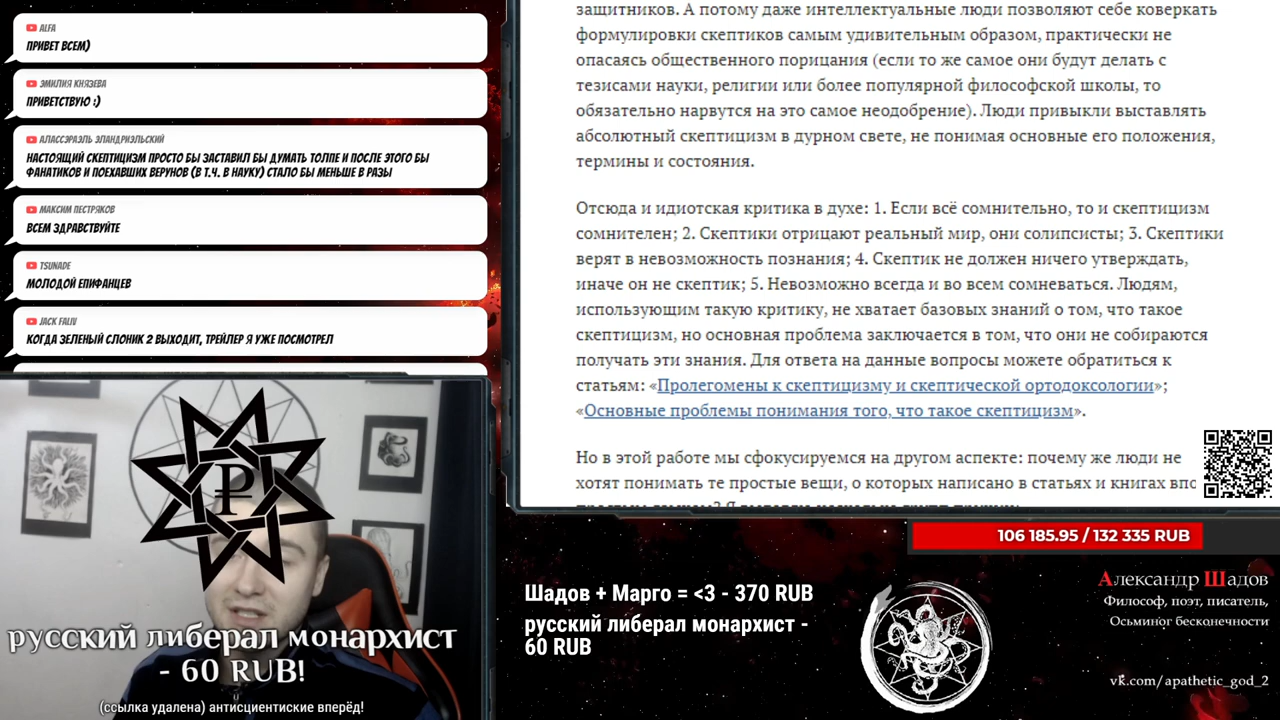 ALFA
ПРИВЕТ ВСЕМ)
ЭМИЛИЯ КНЯЗЕВА
ПРИВЕТСТВУЮ :)
АЛАССЭРАЭЛЬ ЭЛАНДРИЭЛЬСКИЙ
НАСТОЯЩИЙ СКЕПТИЦИЗМ ПРОСТО БЫ ЗАСТАВИЛ БЫ ДУМАТЬ ТОЛПЕ И ПОСЛЕ ЭТОГО БЫ
ФАНАТИКОВ И ПОЕХАВШИХ ВЕРУНОВ (В Т.Ч. В НАУКУ) СТАЛО БЫ МЕНЬШЕ В РАЗЫ
МАКСИМ ПЕСТРЯКОВ
ВСЕМ ЗДРАВСТВУЙТЕ
TSUNADE
МОЛОДОЙ ЕПИФАНЦЕВ
JACK FALIV
КОГДА ЗЕЛЕНЫЙ СЛОНИК 2 ВЫХОДИТ, ТРЕЙЛЕР Я УЖЕ ПОСМОТРЕЛ
защитников. А потому даже интеллектуальные люди позволяют себе коверкать
формулировки скептиков самым удивительным образом, практически не
опасаясь общественного порицания (если то же самое они будут делать с
тезисами науки, религии или более популярной философской школы, то
обязательно нарвутся на это самое неодобрение). Люди привыкли выставлять
абсолютный скептицизм в дурном свете, не понимая основные его положения,
термины и состояния.
Отсюда и идиотская критика в духе: 1. Если всё сомнительно, то и скептицизм
сомнителен; 2. Скептики отрицают реальный мир, они солипсисты; 3. Скептики
верят в невозможность познания; 4. Скептик не должен ничего утверждать,
иначе он не скептик; 5. Невозможно всегда и во всем сомневаться. Людям,
использующим такую критику, не хватает базовых знаний о том, что такое
скептицизм, но основная проблема заключается в том, что они не собираются
получать эти знания. Для ответа на данные вопросы можете обратиться к
статьям: «Пролегомены к скептицизму и скептической ортодоксологии»;
«Основные проблемы понимания того, что такое скептицизм».
Но в этой работе мы сфокусируемся на другом аспекте: почему же люди не
хотят понимать те простые вещи, о которых написано в статьях и книгах впо
106 185.95 / 132 335 RUB
Шадов + Марго = <3 - 370 RUB
русский либерал монархист -
60 RUB
Александр Шадов
Философ, поэт, писатель,
Осьминог бесконечности
vk.com/apathetic_god_2
₽
русский либерал монархист
- 60 RUB!
(ссылка удалена) антисциентиские вперёд!